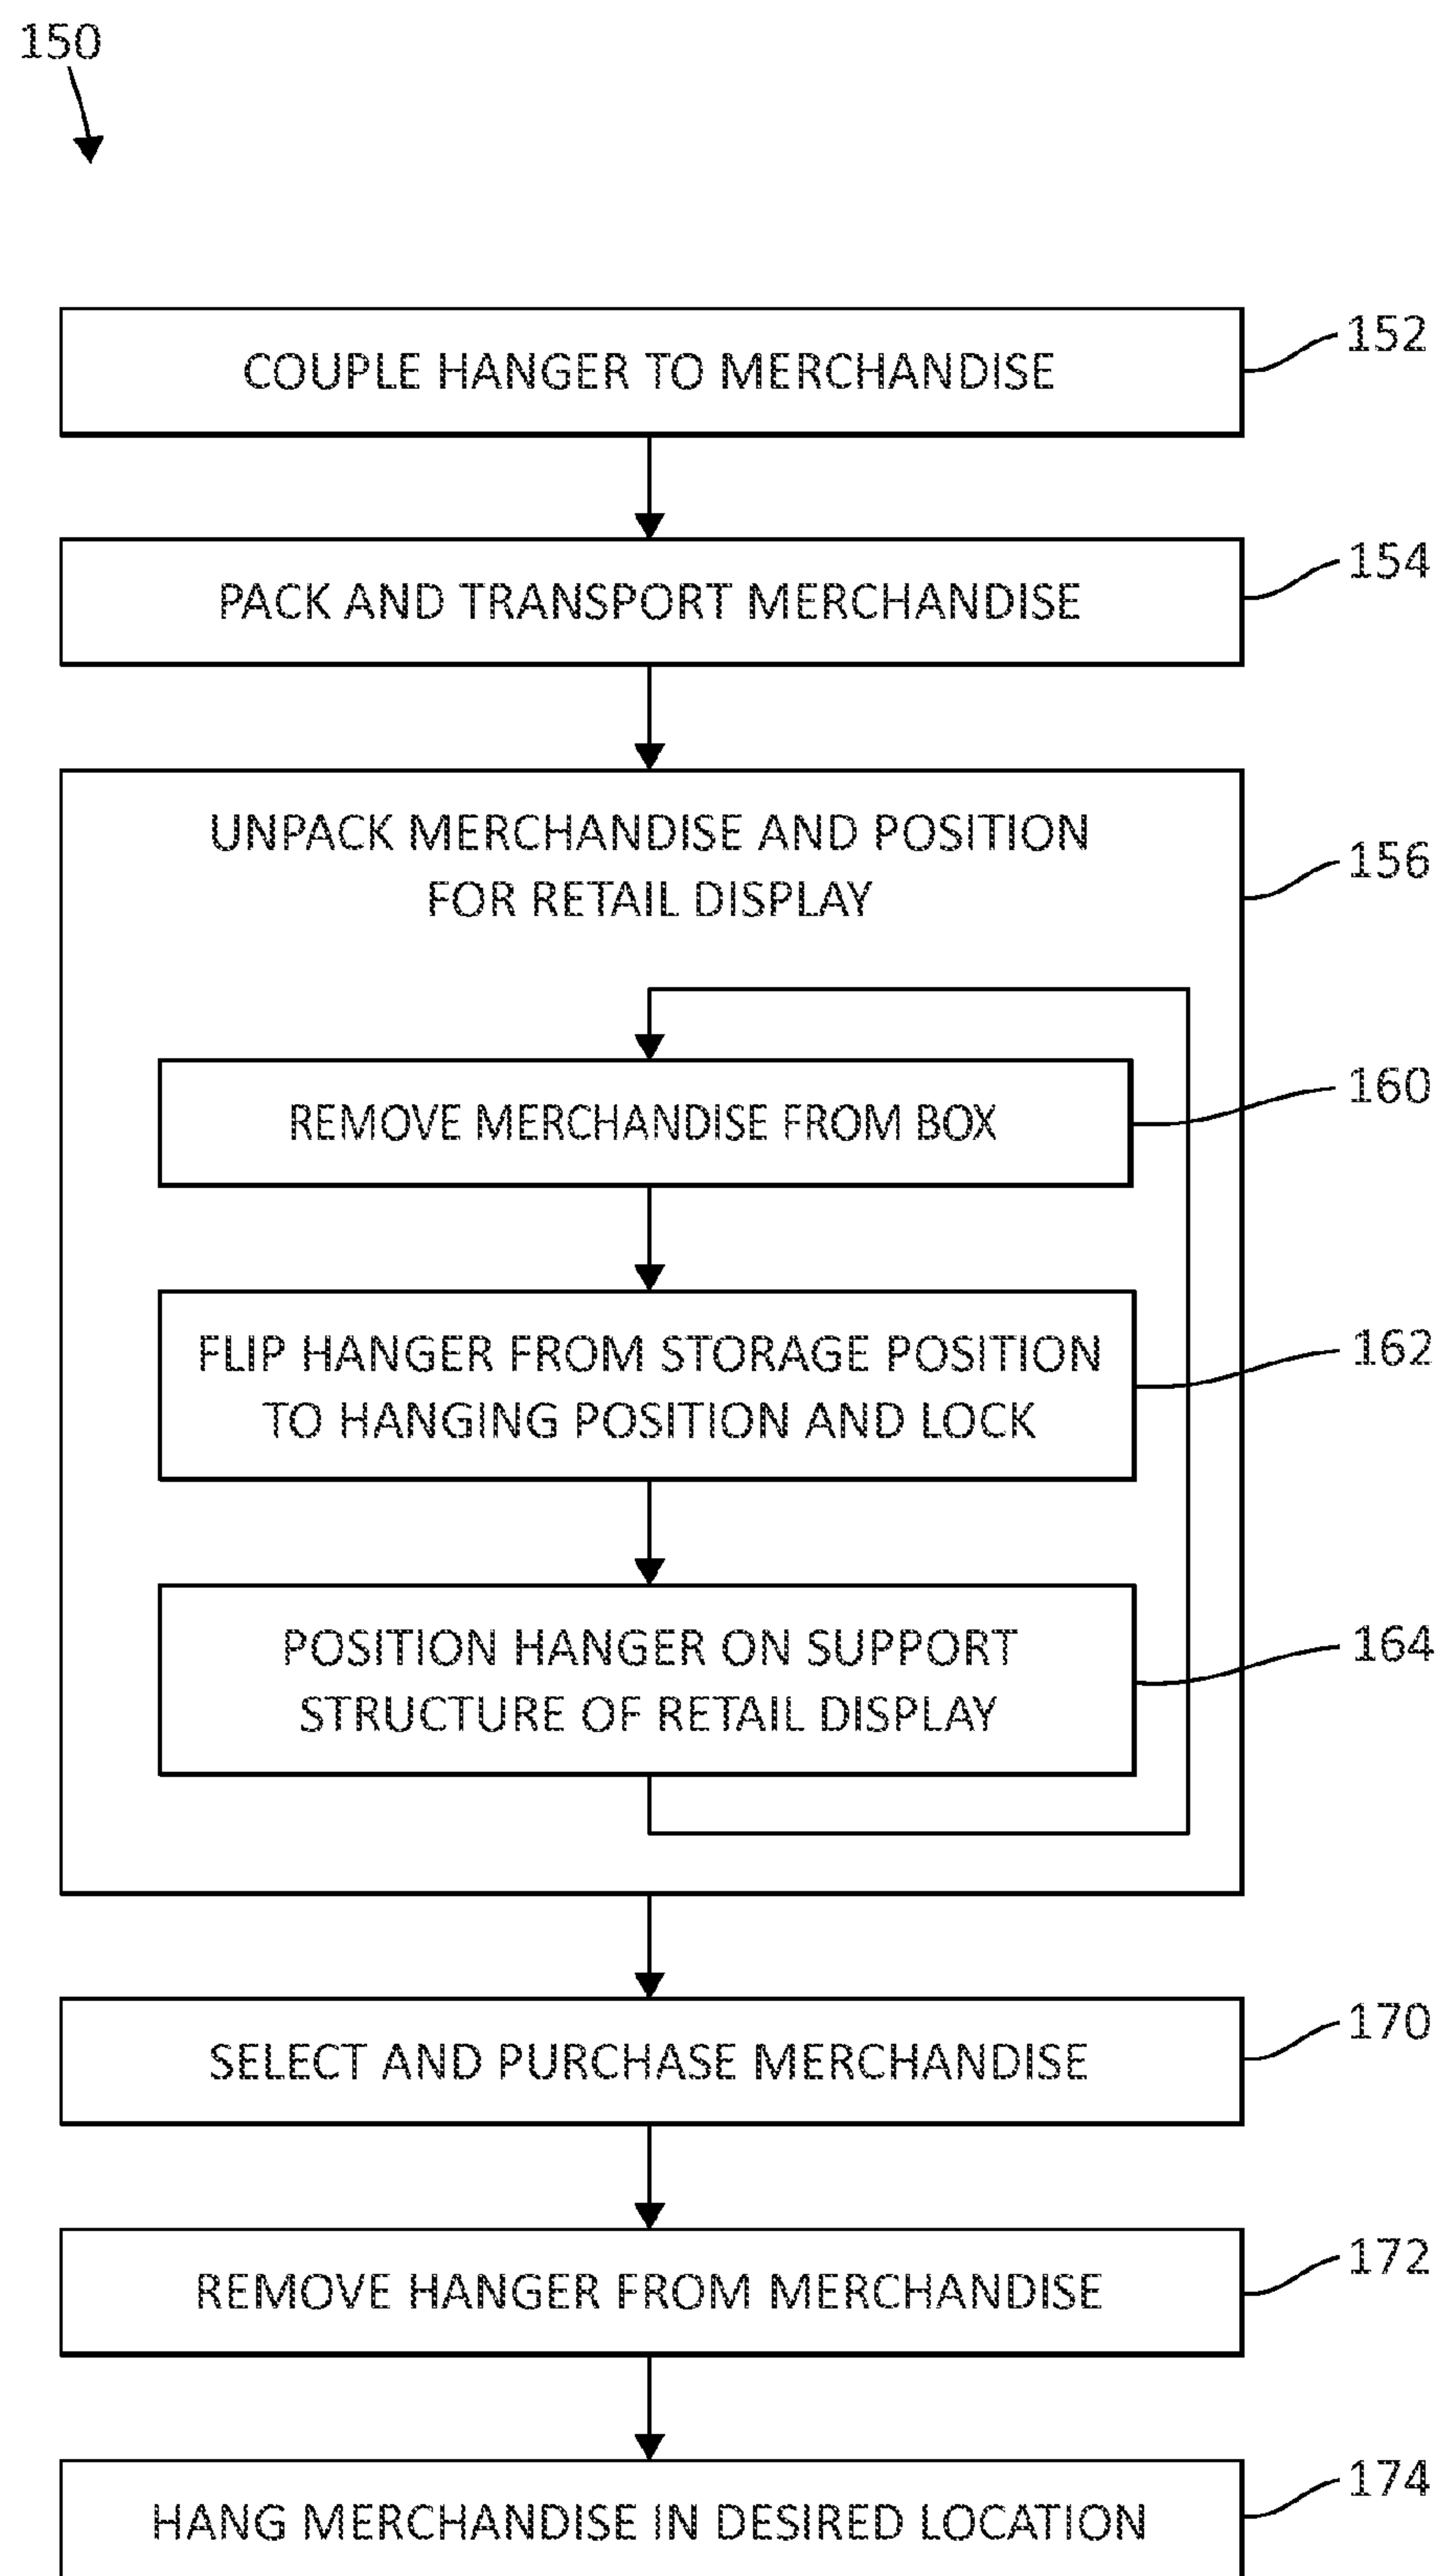 150
COUPLE HANGER TO MERCHANDISE
152
PACK AND TRANSPORT MERCHANDISE
154
UNPACK MERCHANDISE AND POSITION
FOR RETAIL DISPLAY
156
REMOVE MERCHANDISE FROM BOX
160
FLIP HANGER FROM STORAGE POSITION
TO HANGING POSITION AND LOCK
162
POSITION HANGER ON SUPPORT
STRUCTURE OF RETAIL DISPLAY
164
SELECT AND PURCHASE MERCHANDISE
170
REMOVE HANGER FROM MERCHANDISE
172
HANG MERCHANDISE IN DESIRED LOCATION
174